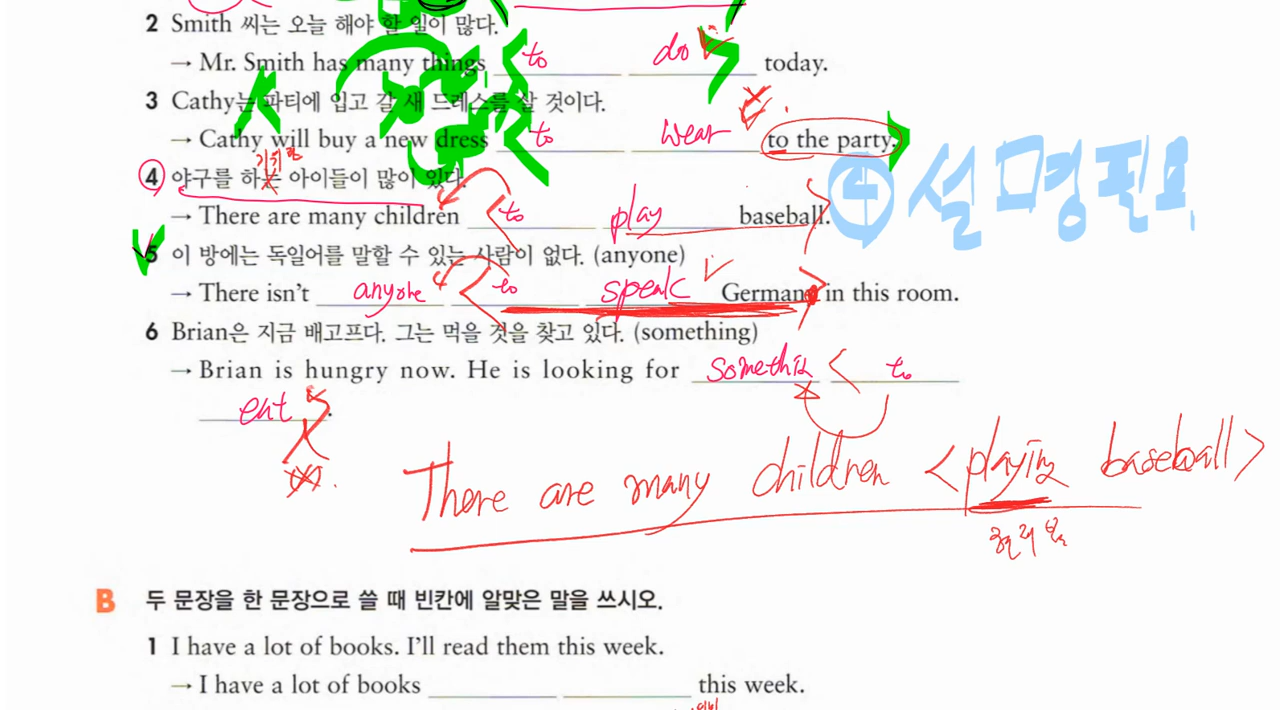 2 Smith 씨는 오늘 해야 할 일이 많다.
→ Mr. Smith has many things to do today.
3 Cathy는 파티에 입고 갈 새 드레스를 살 것이다.
→ Cathy will buy a new dress to wear to the party.
4 야구를 하는 아이들이 많이 있다.
→ There are many children to play baseball.
④ 설명필요
5 이 방에는 독일어를 말할 수 있는 사람이 없다. (anyone)
→ There isn't anyone to speak German in this room.
6 Brian은 지금 배고프다. 그는 먹을 것을 찾고 있다. (something)
→ Brian is hungry now. He is looking for something to
eat.
There are many children <playing baseball>
B 두 문장을 한 문장으로 쓸 때 빈칸에 알맞은 말을 쓰시오.
1 I have a lot of books. I'll read them this week.
→ I have a lot of books this week.